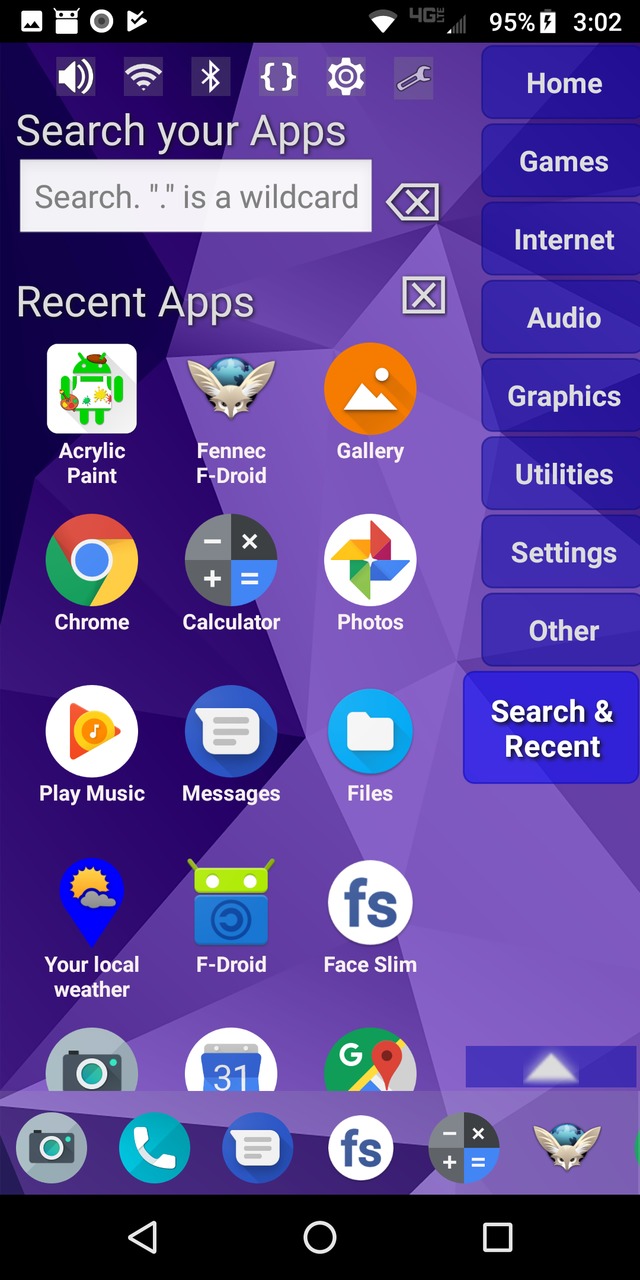 4G LTE 95% 3:02
{ }
Search your Apps
Search. "." is a wildcard
Recent Apps
Acrylic
Paint
Fennec
F-Droid
Gallery
Chrome
Calculator
Photos
Play Music
Messages
Files
Your local
weather
F-Droid
fs
Face Slim
31
G
fs
Home
Games
Internet
Audio
Graphics
Utilities
Settings
Other
Search &
Recent